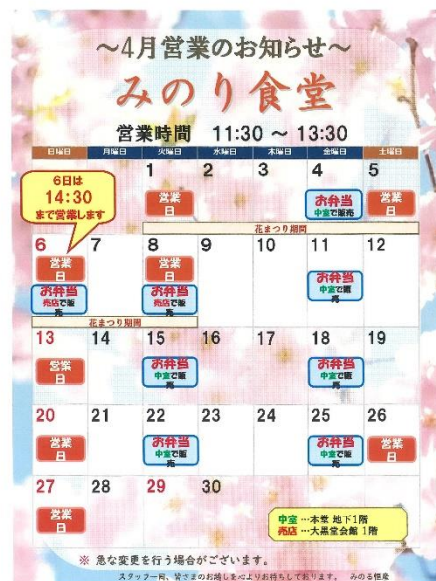 ～4月営業のお知らせ～
みのり食堂
営業時間　11:30 ～ 13:30
日曜日 月曜日 火曜日 水曜日 木曜日 金曜日 土曜日
1 2 3 4 5
6日は
14:30
まで営業します
営業日
お弁当
中室で販売
営業日
花まつり期間
6 7 8 9 10 11 12
営業日
お弁当
売店で販売
営業日
お弁当
売店で販売
お弁当
中室で販売
花まつり期間
13 14 15 16 17 18 19
営業日
お弁当
中室で販売
お弁当
中室で販売
20 21 22 23 24 25 26
営業日
お弁当
中室で販売
お弁当
中室で販売
営業日
27 28 29 30
営業日
中室 …本堂 地下1階
売店 …大黒堂会館 1階
※ 急な変更を行う場合がございます。
スタッフ一同、皆さまのお越しを心よりお待ちしております。　みのる恒産